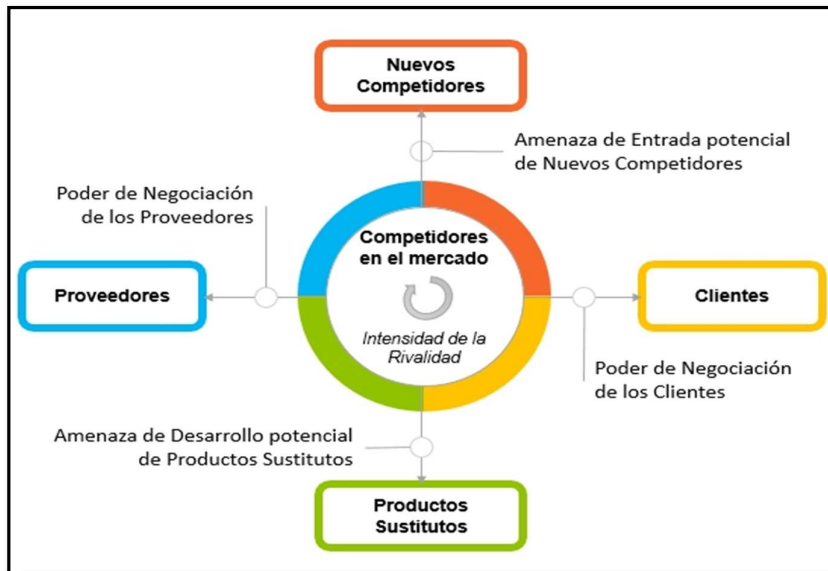 Nuevos
Competidores
Amenaza de Entrada potencial
de Nuevos Competidores
Poder de Negociación
de los Proveedores
Competidores
en el mercado
Proveedores
Clientes
Intensidad de la
Rivalidad
Poder de Negociación
de los Clientes
Amenaza de Desarrollo potencial
de Productos Sustitutos
Productos
Sustitutos